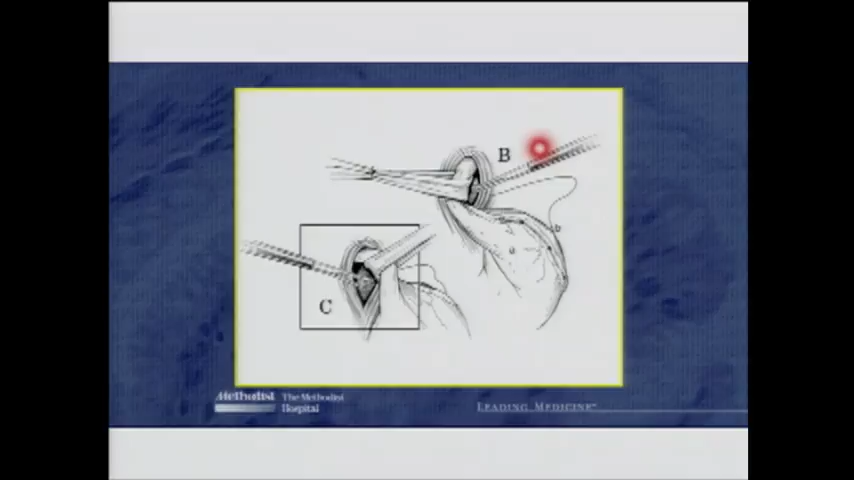 B
C
Methodist
The Methodist
Hospital
LEADING MEDICINE